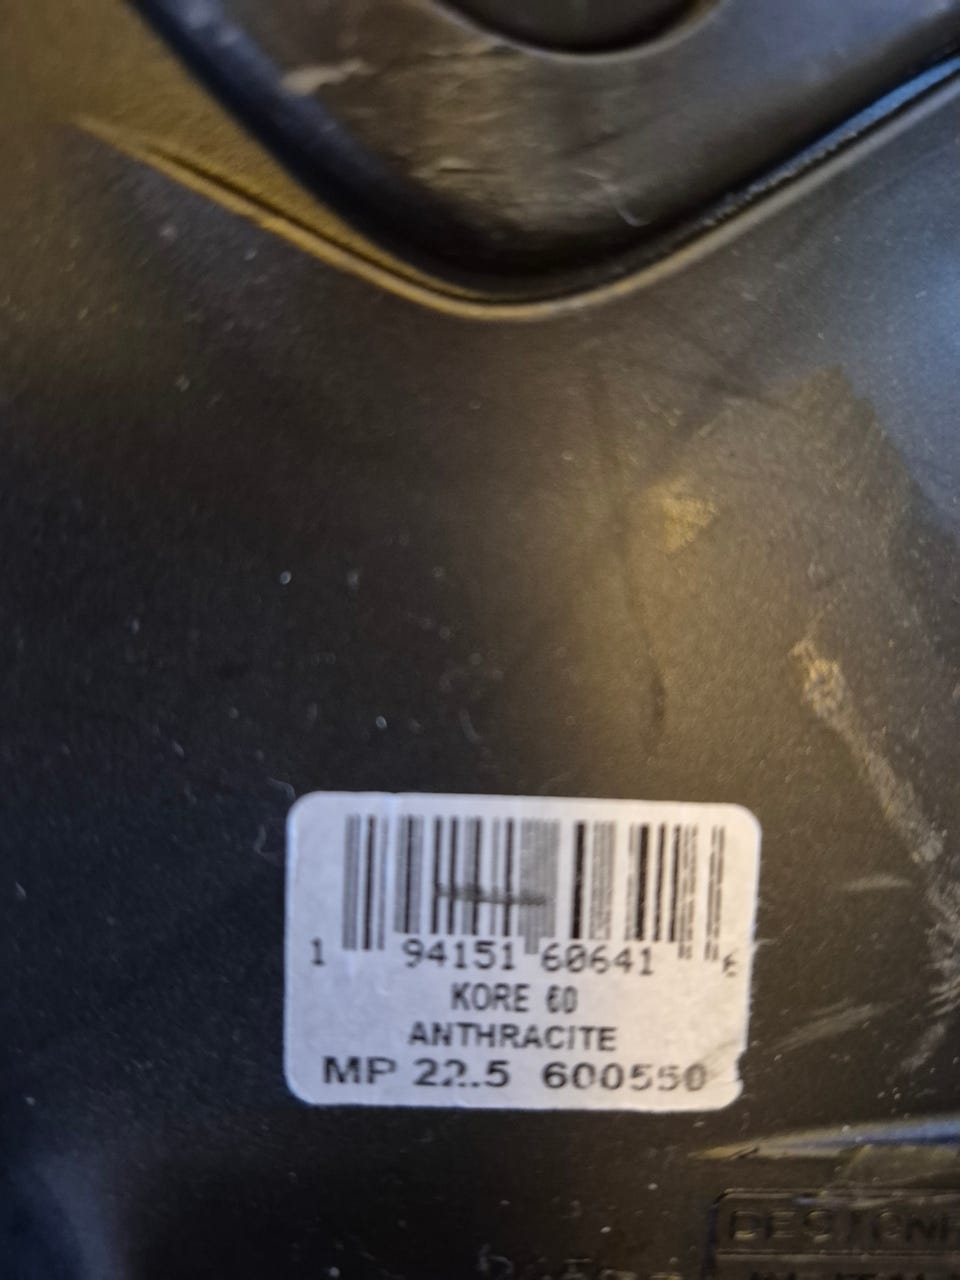 1 94151 60641 6
KORE 60
ANTHRACITE
MP 22.5 600550